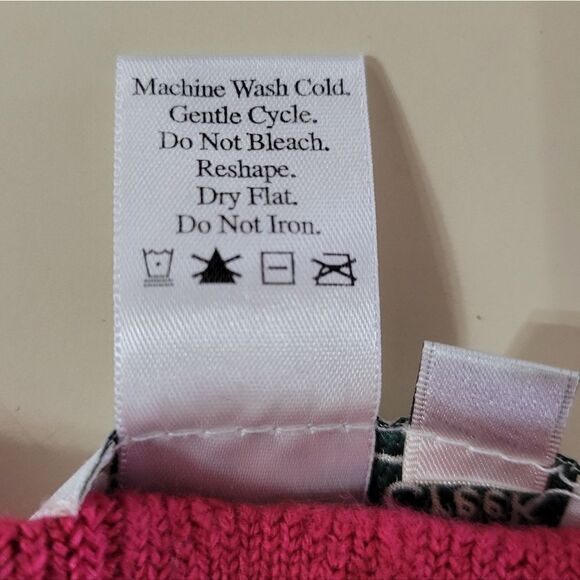 Machine Wash Cold.
Gentle Cycle.
Do Not Bleach.
Reshape.
Dry Flat.
Do Not Iron.